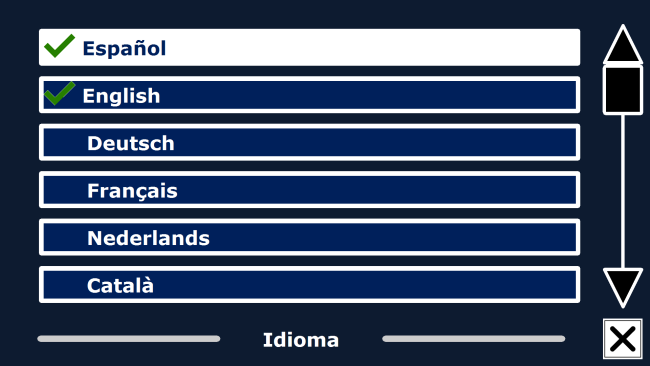 Español
English
Deutsch
Français
Nederlands
Català
Idioma